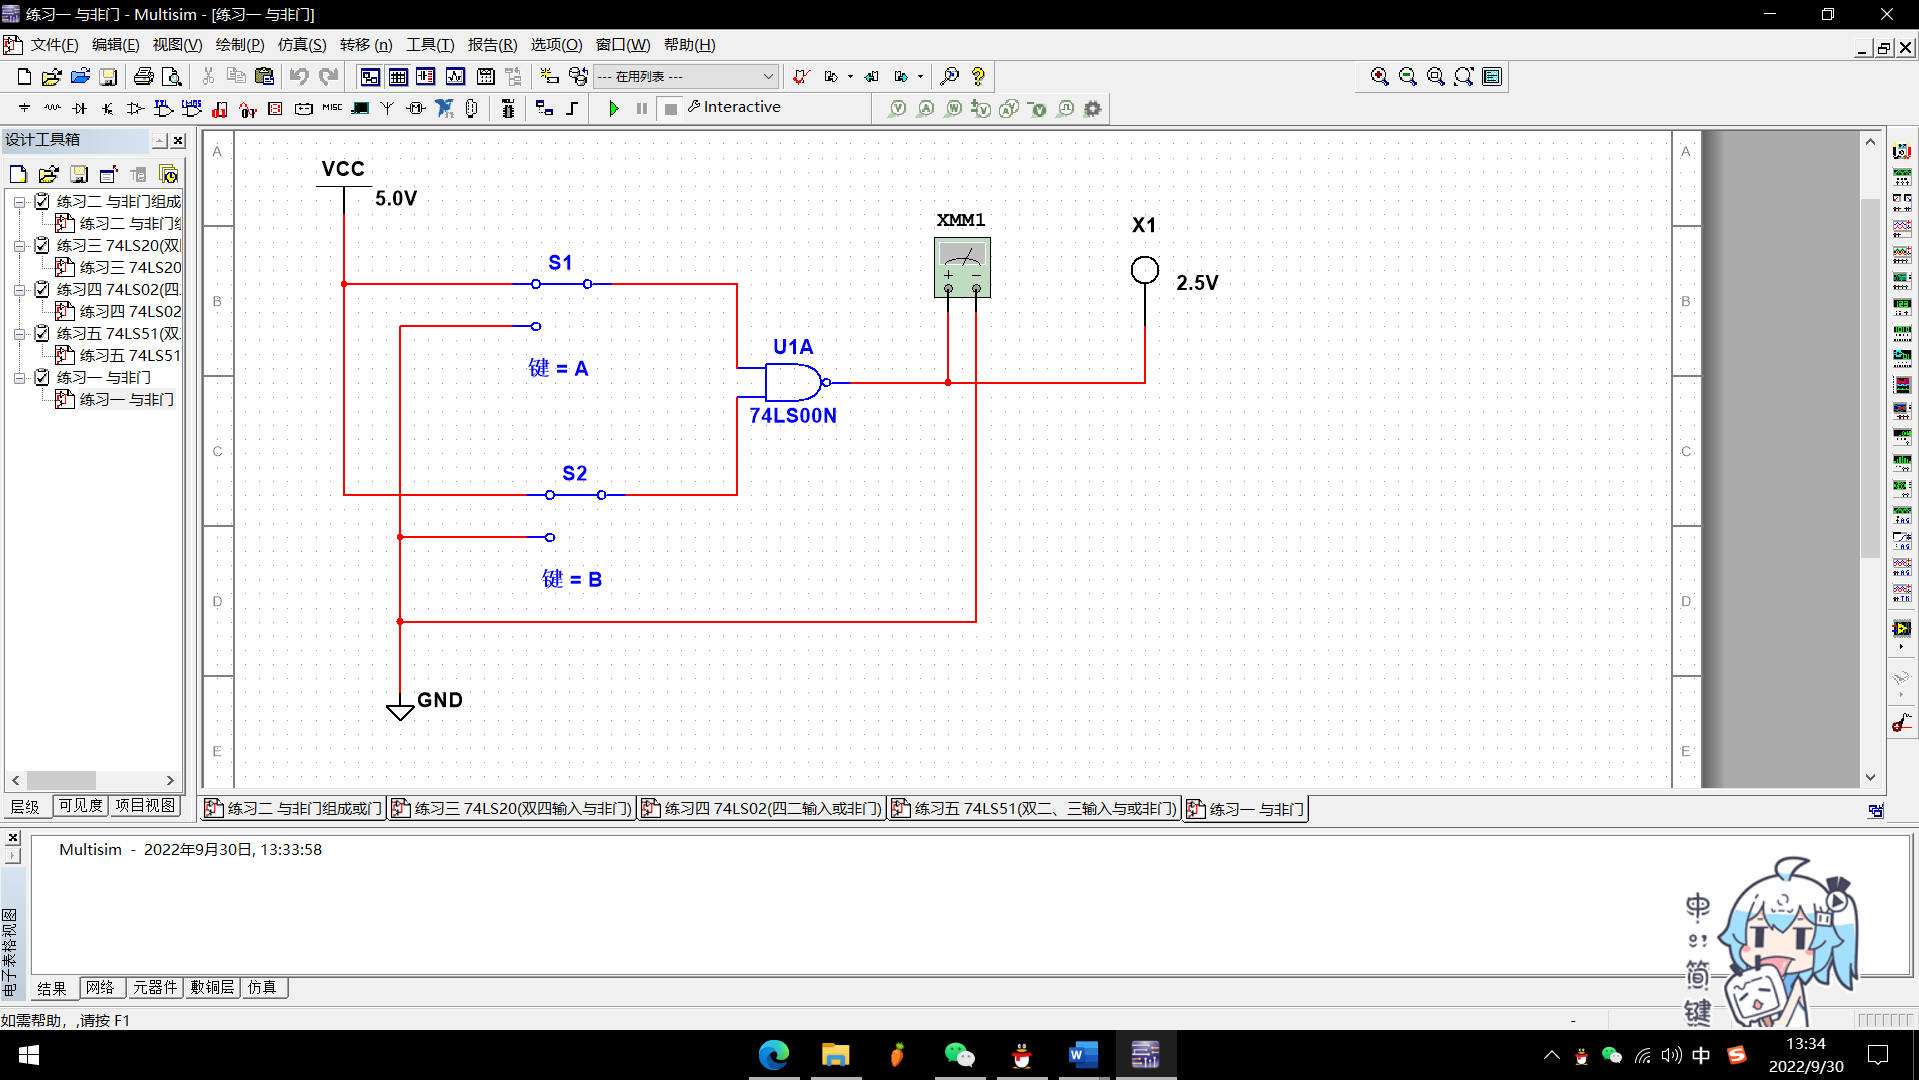 练习一 与非门 - Multisim - [练习一 与非门]
文件(F) 编辑(E) 视图(V) 绘制(P) 仿真(S) 转移 (n) 工具(T) 报告(R) 选项(O) 窗口(W) 帮助(H)
--- 在用列表 ---
MISC
Interactive
设计工具箱
练习二 与非门组成
练习二 与非门组
练习三 74LS20(双
练习三 74LS20
练习四 74LS02(四
练习四 74LS02
练习五 74LS51(双
练习五 74LS51
练习一 与非门
练习一 与非门
层级 可见度 项目视图
A
B
C
D
E
VCC
5.0V
S1
键 = A
S2
键 = B
GND
U1A
74LS00N
XMM1
X1
2.5V
A
B
C
D
E
练习二 与非门组成或门 练习三 74LS20(双四输入与非门) 练习四 74LS02(四二输入或非门) 练习五 74LS51(双二、三输入与或非门) 练习一 与非门
Multisim - 2022年9月30日, 13:33:58
电子表格视图
结果 网络 元器件 敷铜层 仿真
如需帮助，,请按 F1
-
中
简
键
中
13:34
2022/9/30